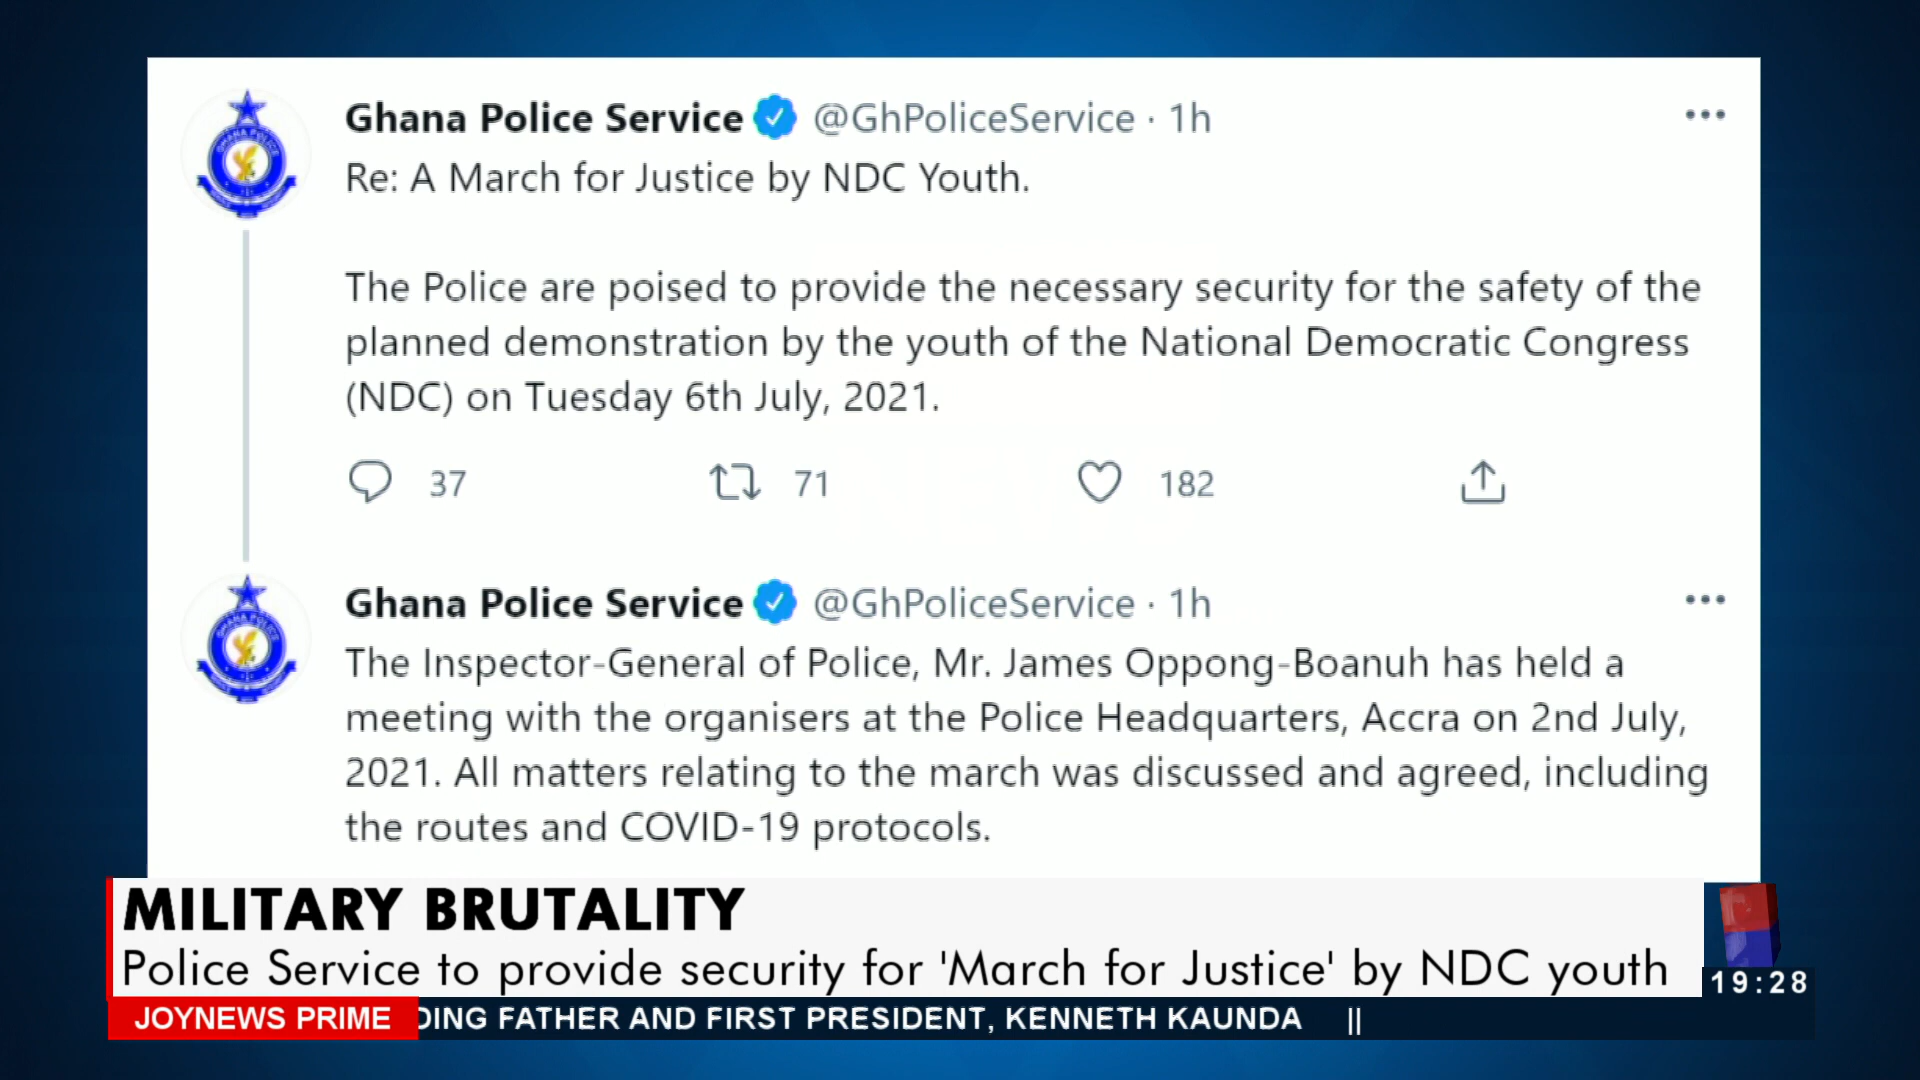 Ghana Police Service @GhPoliceService · 1h
Re: A March for Justice by NDC Youth.
The Police are poised to provide the necessary security for the safety of the
planned demonstration by the youth of the National Democratic Congress
(NDC) on Tuesday 6th July, 2021.
37 71 182
Ghana Police Service @GhPoliceService · 1h
The Inspector-General of Police, Mr. James Oppong-Boanuh has held a
meeting with the organisers at the Police Headquarters, Accra on 2nd July,
2021. All matters relating to the march was discussed and agreed, including
the routes and COVID-19 protocols.
MILITARY BRUTALITY
Police Service to provide security for 'March for Justice' by NDC youth
19:28
JOYNEWS PRIME DING FATHER AND FIRST PRESIDENT, KENNETH KAUNDA ||